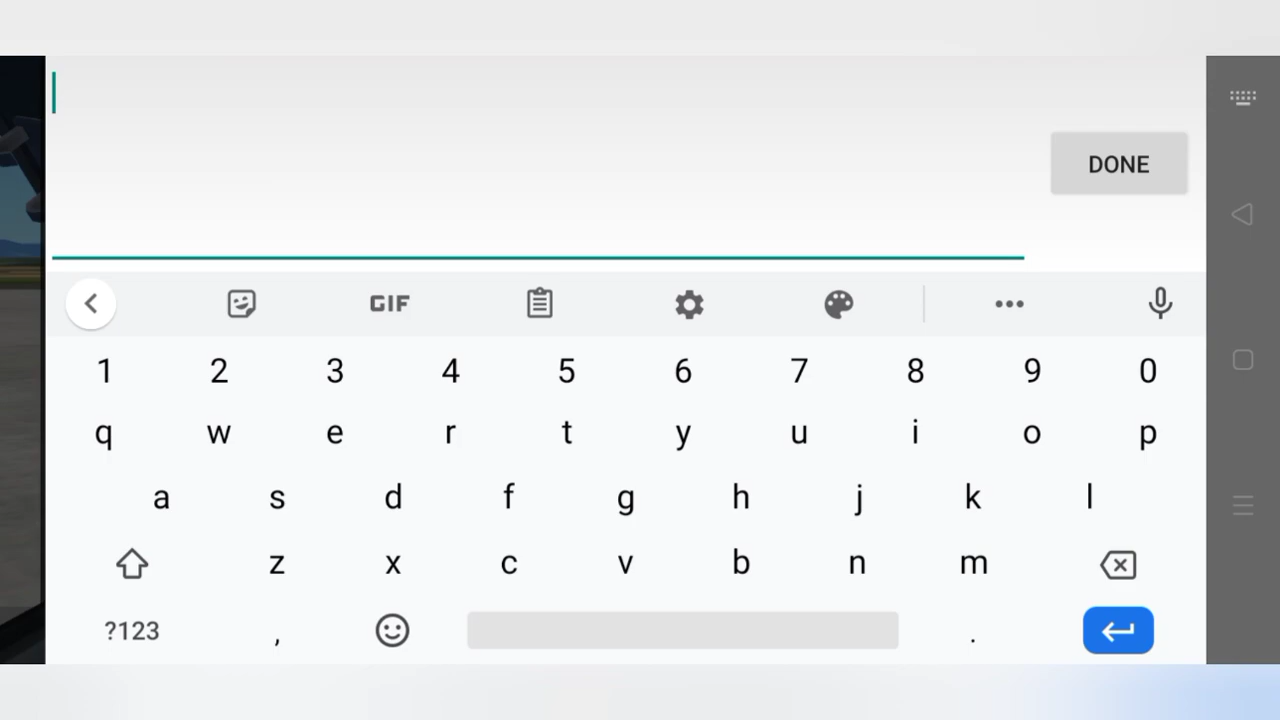 DONE
GIF
1 2 3 4 5 6 7 8 9 0
q w e r t y u i o p
a s d f g h j k l
z x c v b n m
?123 , .